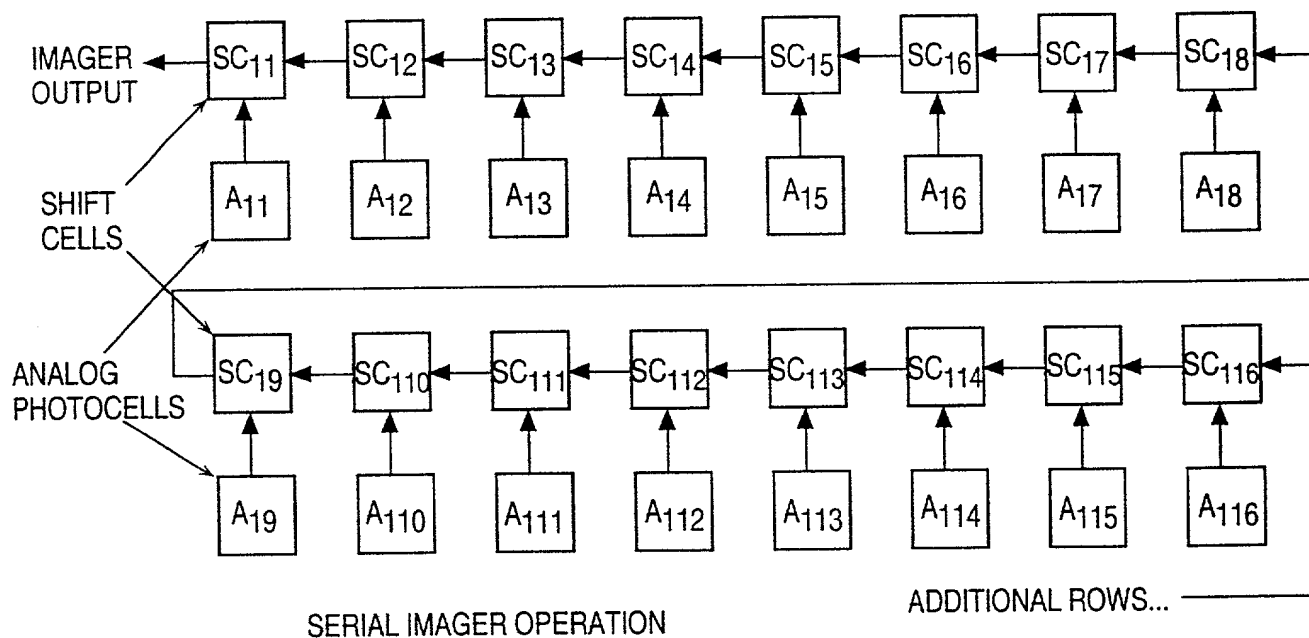 IMAGER
OUTPUT
SC11 SC12 SC13 SC14 SC15 SC16 SC17 SC18
A11 A12 A13 A14 A15 A16 A17 A18
SHIFT
CELLS
ANALOG
PHOTOCELLS
SC19 SC110 SC111 SC112 SC113 SC114 SC115 SC116
A19 A110 A111 A112 A113 A114 A115 A116
SERIAL IMAGER OPERATION
ADDITIONAL ROWS...